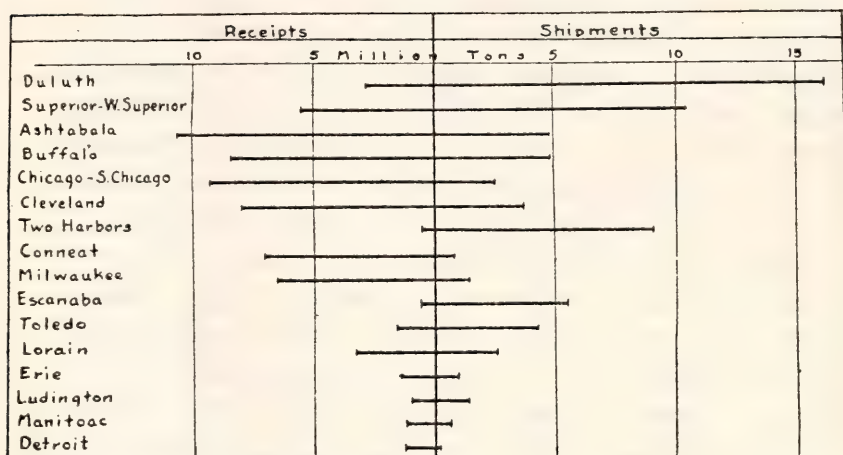 Receipts Shipments
10 5 Million Tons 5 10 15
Duluth
Superior-W.Superior
Ashtabala
Buffalo
Chicago-S.Chicago
Cleveland
Two Harbors
Conneat
Milwaukee
Escanaba
Toledo
Lorain
Erie
Ludington
Manitoac
Detroit